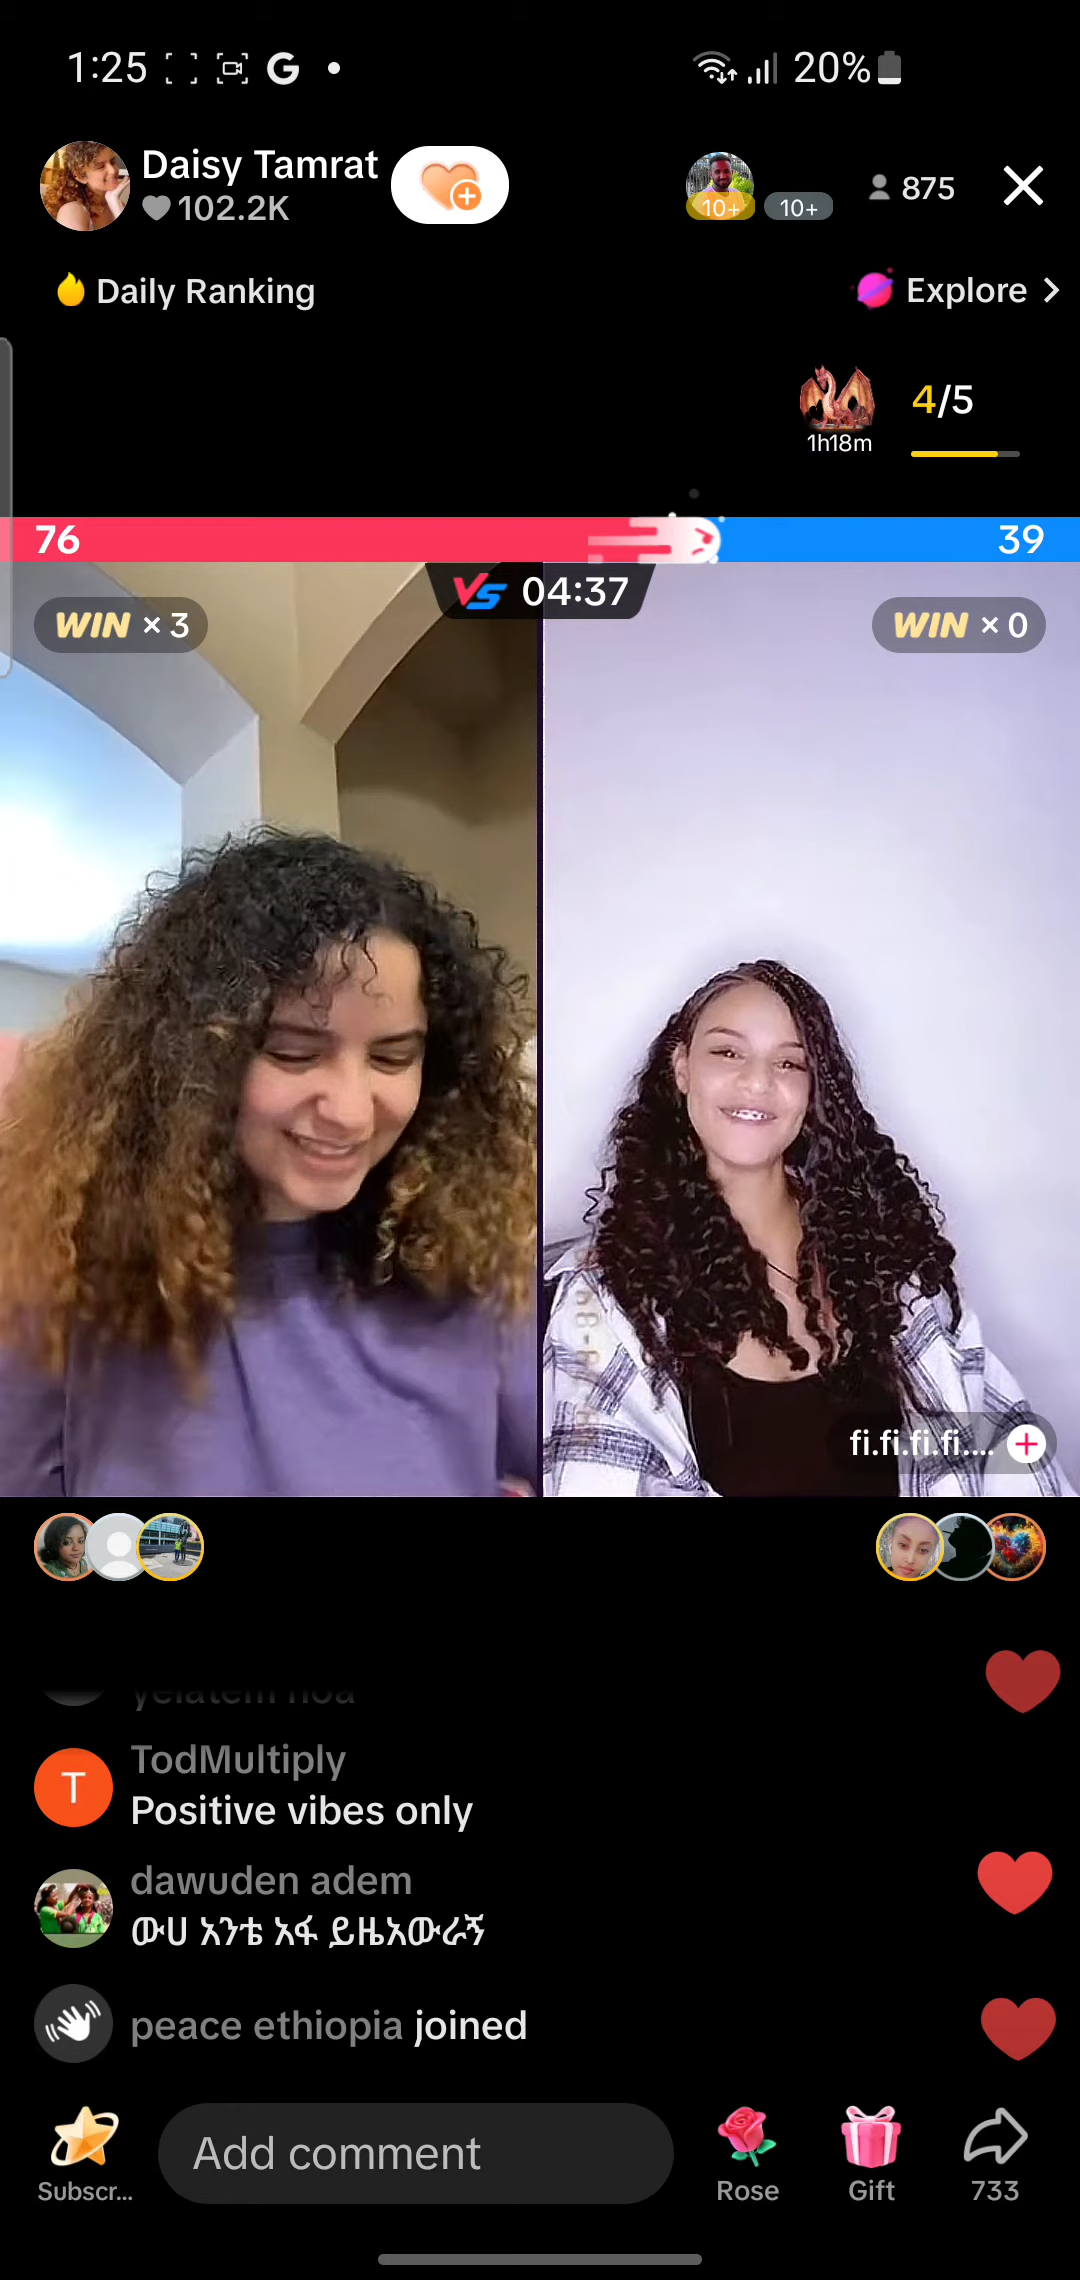 1:25
20%
Daisy Tamrat
102.2K
10+
10+
875
Daily Ranking
Explore
4/5
1h18m
76
39
VS 04:37
WIN × 3
WIN × 0
fi.fi.fi.fi....
TodMultiply
Positive vibes only
dawuden adem
ውሀ አንቴ አፋ ይዜአውራኝ
peace ethiopia joined
Add comment
Subscr...
Rose
Gift
733